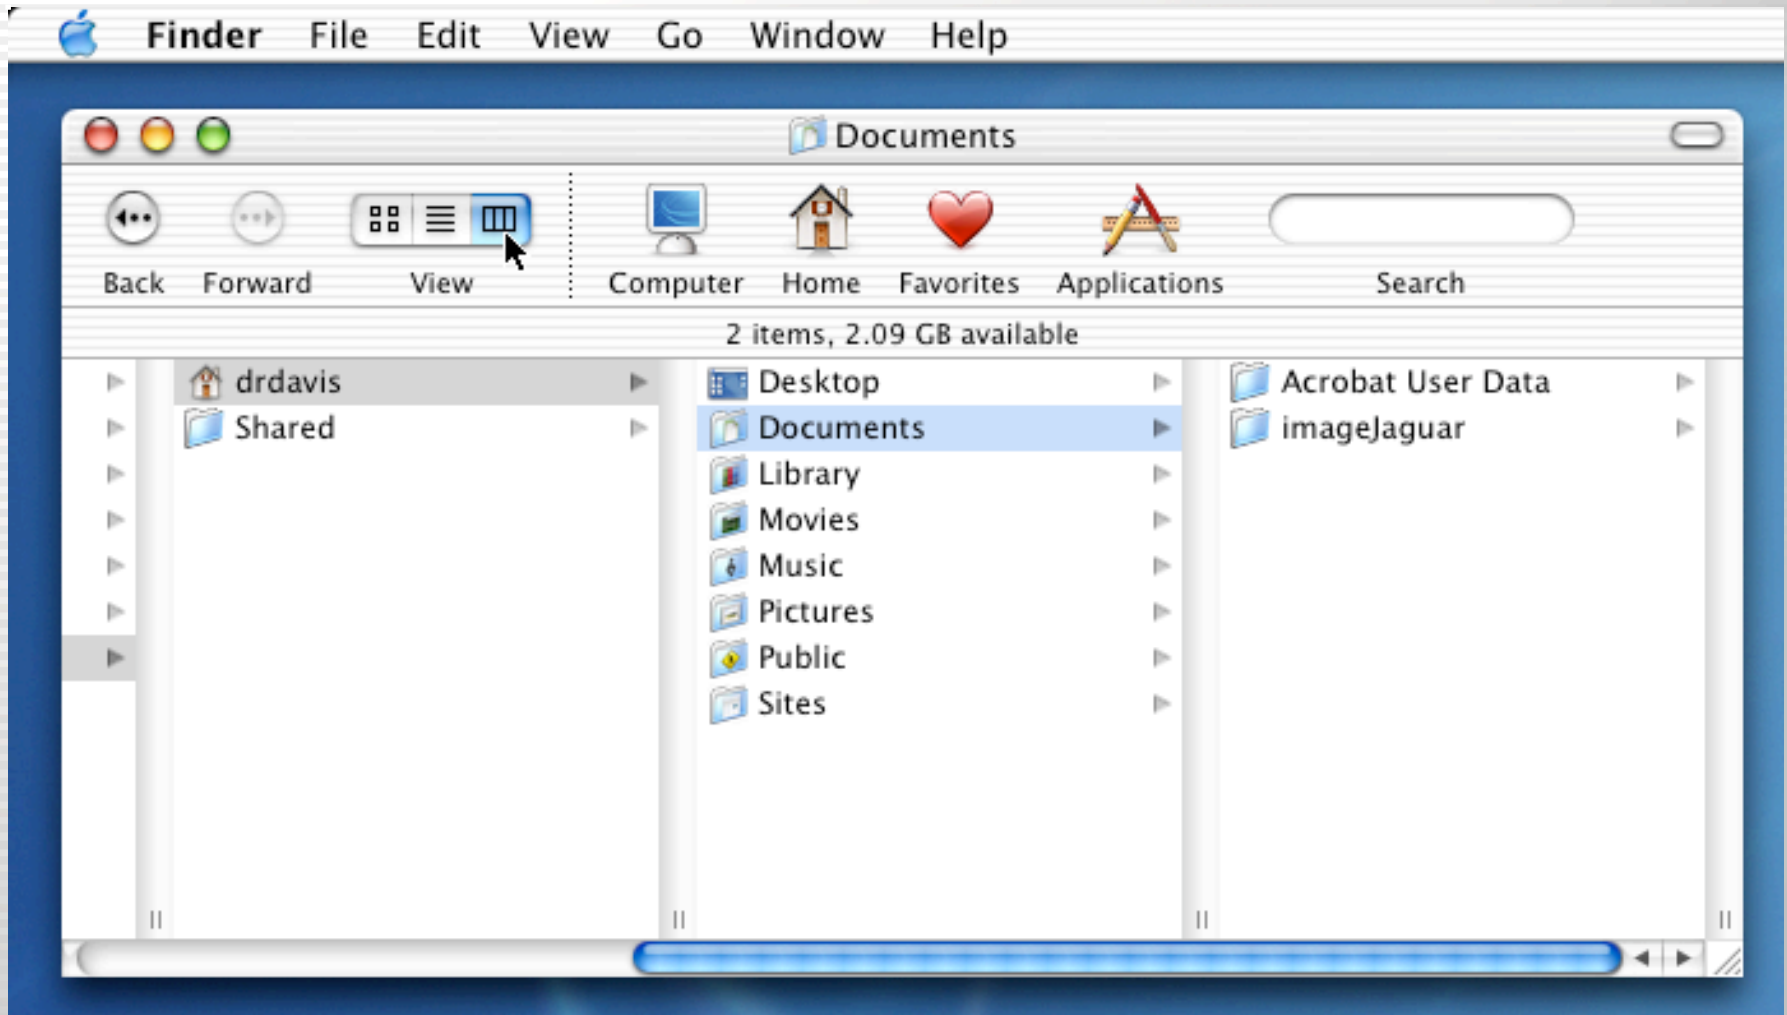 Finder File Edit View Go Window Help
Documents
Back Forward View Computer Home Favorites Applications Search
2 items, 2.09 GB available
drdavis
Shared
Desktop
Documents
Library
Movies
Music
Pictures
Public
Sites
Acrobat User Data
imageJaguar